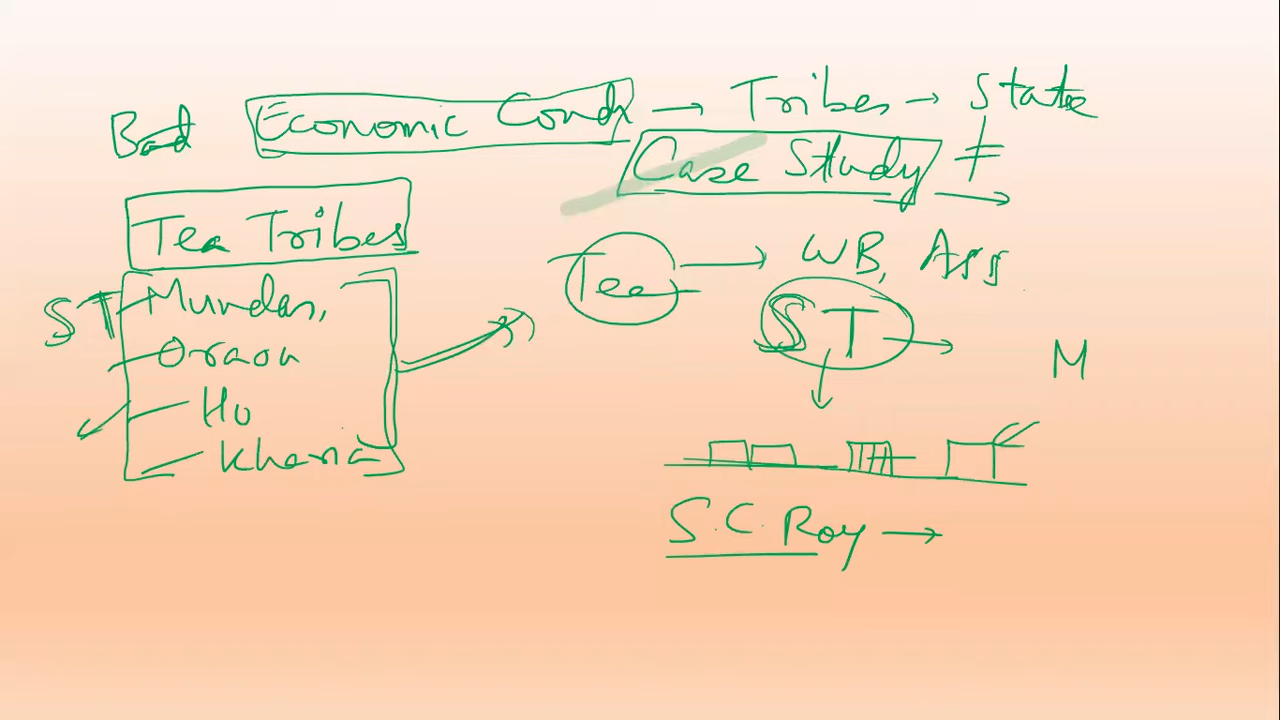 Bad Economic Condn → Tribes → State
Case Study ≠ →
Tea Tribes
Tea → WB, Ass
ST Mundas,
ST →
Oraon
M
Ho
Kharia
S.C. Roy →